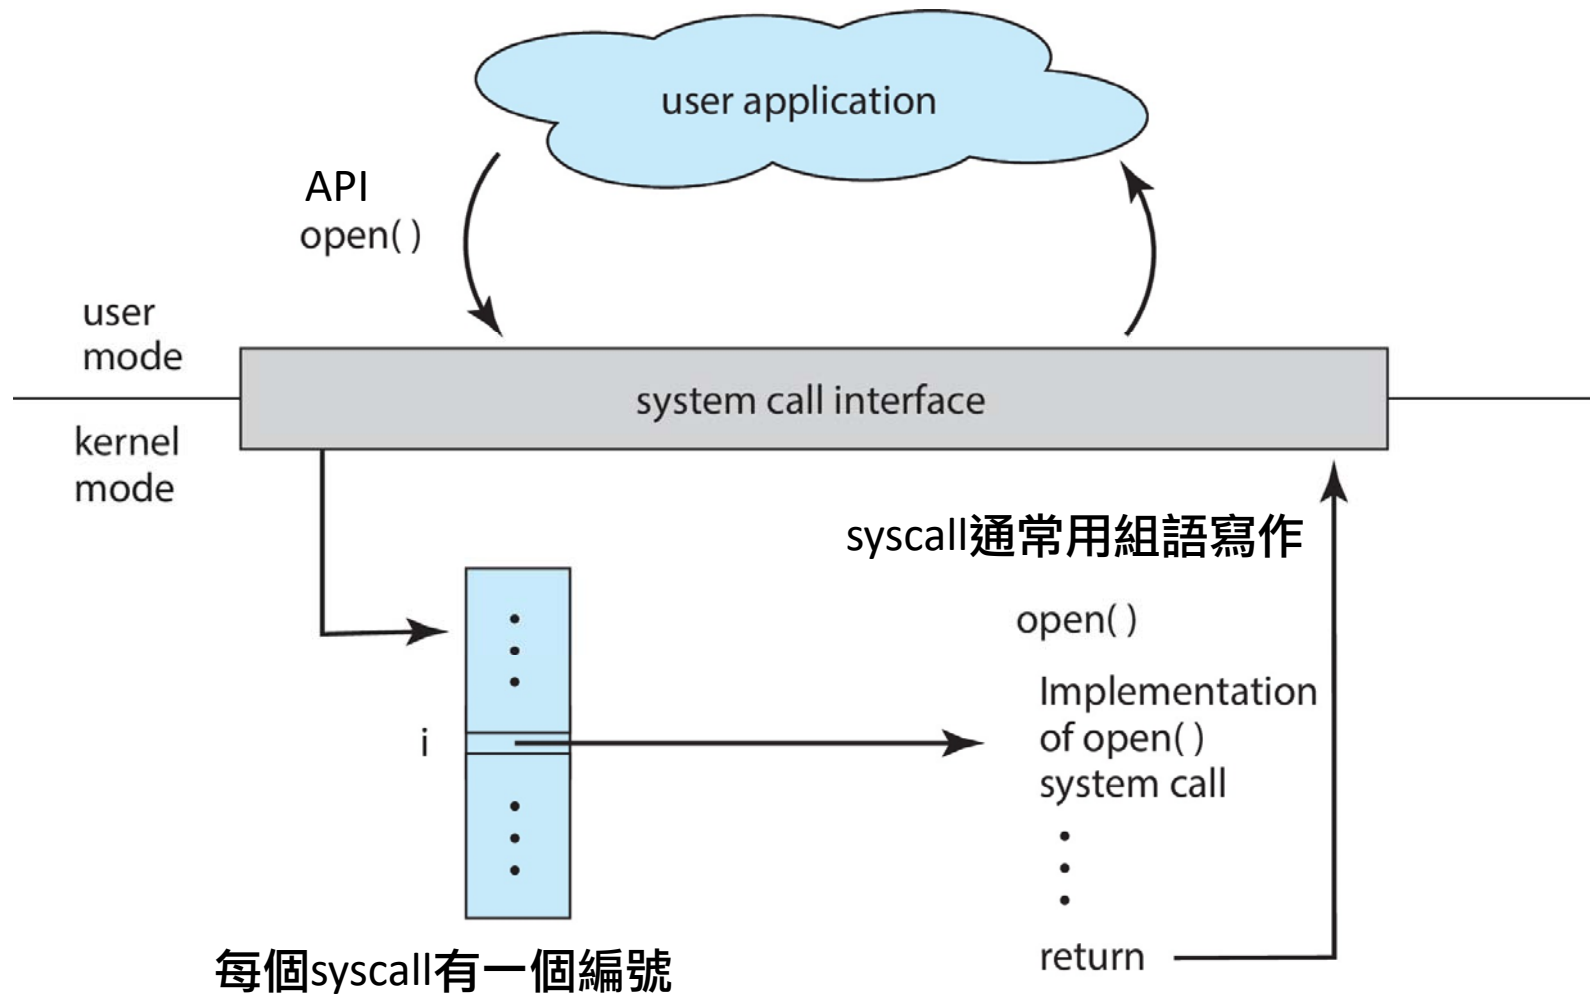 user application
API
open( )
user
mode
system call interface
kernel
mode
syscall通常用組語寫作
open( )
Implementation
of open( )
system call
i
return
每個syscall有一個編號